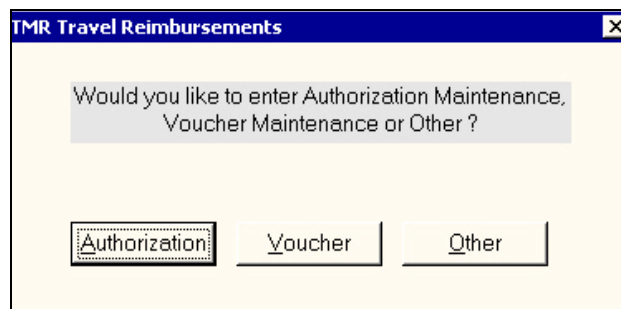 TMR Travel Reimbursements
Would you like to enter Authorization Maintenance,
Voucher Maintenance or Other ?
Authorization Voucher Other